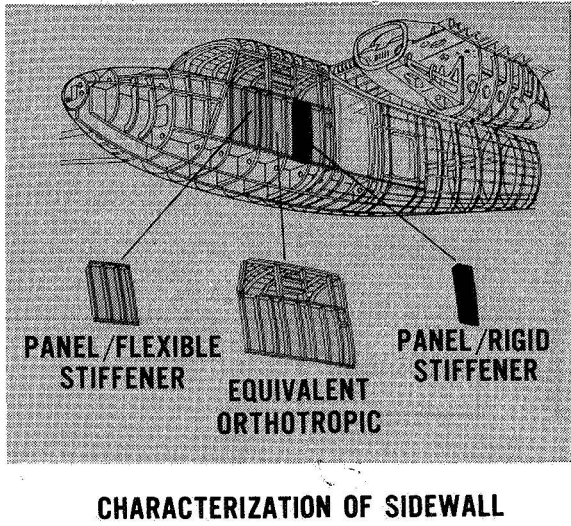 PANEL/FLEXIBLE
STIFFENER
EQUIVALENT
ORTHOTROPIC
PANEL/RIGID
STIFFENER
CHARACTERIZATION OF SIDEWALL